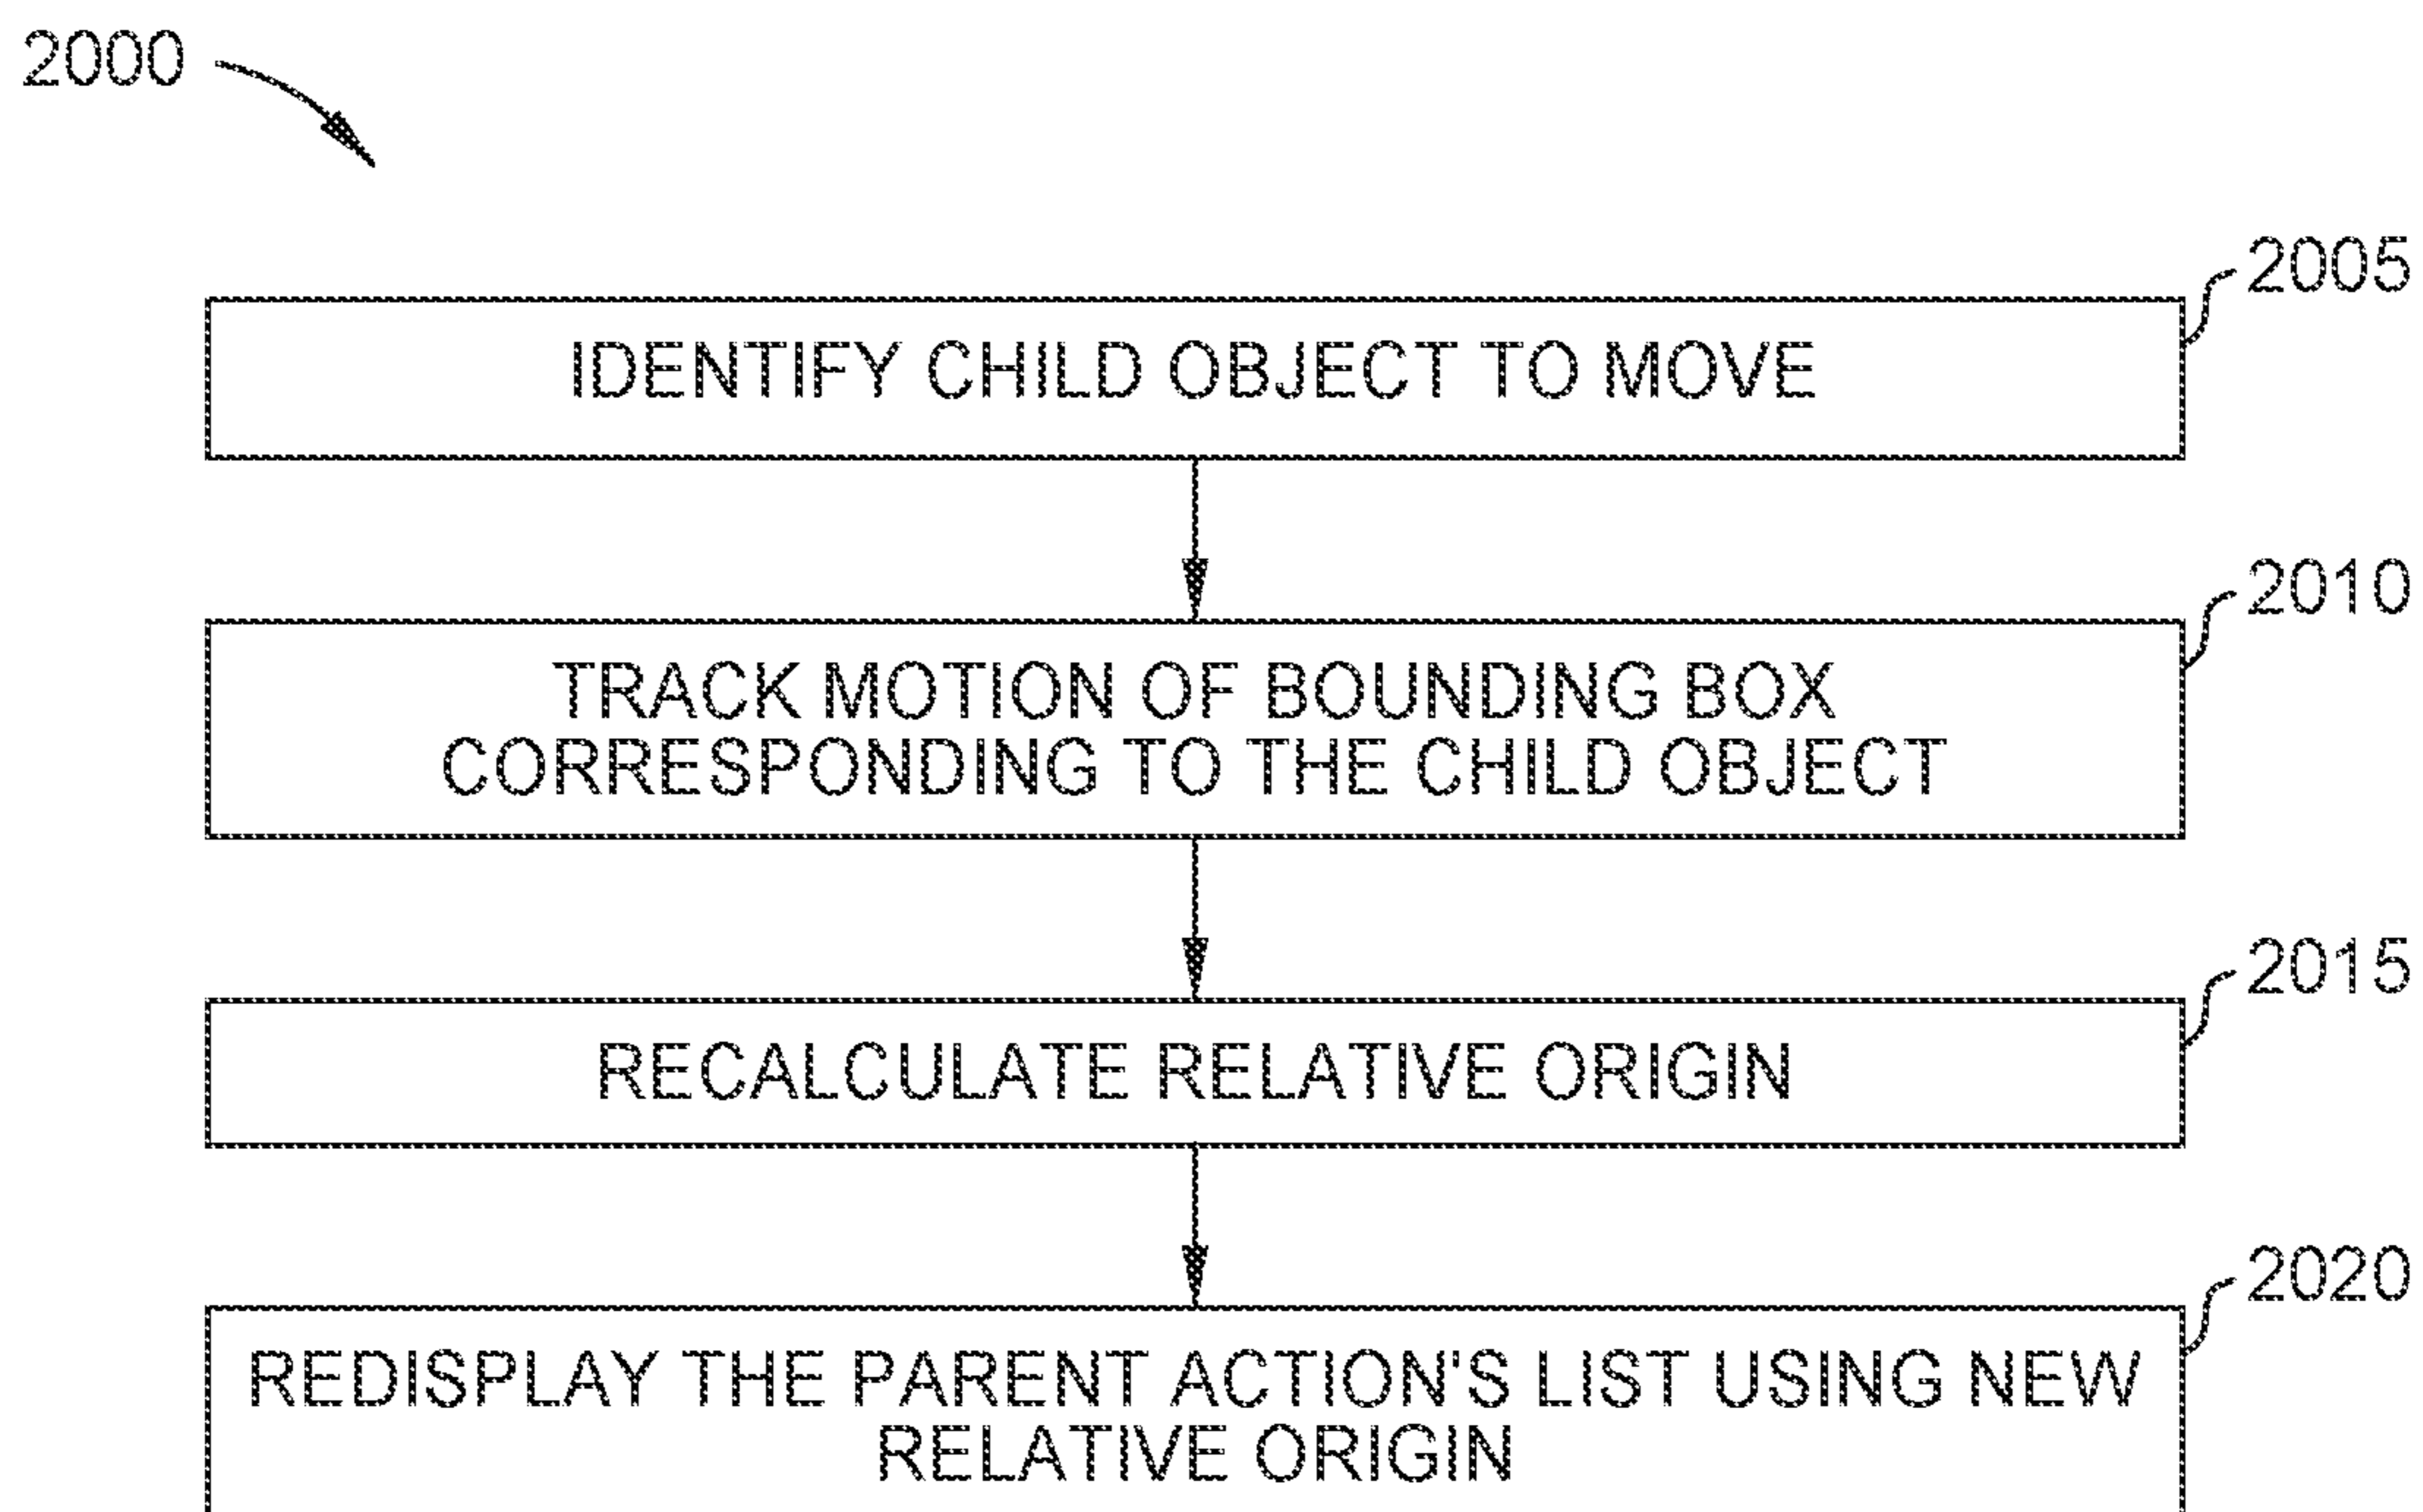 2000
2005
IDENTIFY CHILD OBJECT TO MOVE
2010
TRACK MOTION OF BOUNDING BOX
CORRESPONDING TO THE CHILD OBJECT
2015
RECALCULATE RELATIVE ORIGIN
2020
REDISPLAY THE PARENT ACTION'S LIST USING NEW
RELATIVE ORIGIN